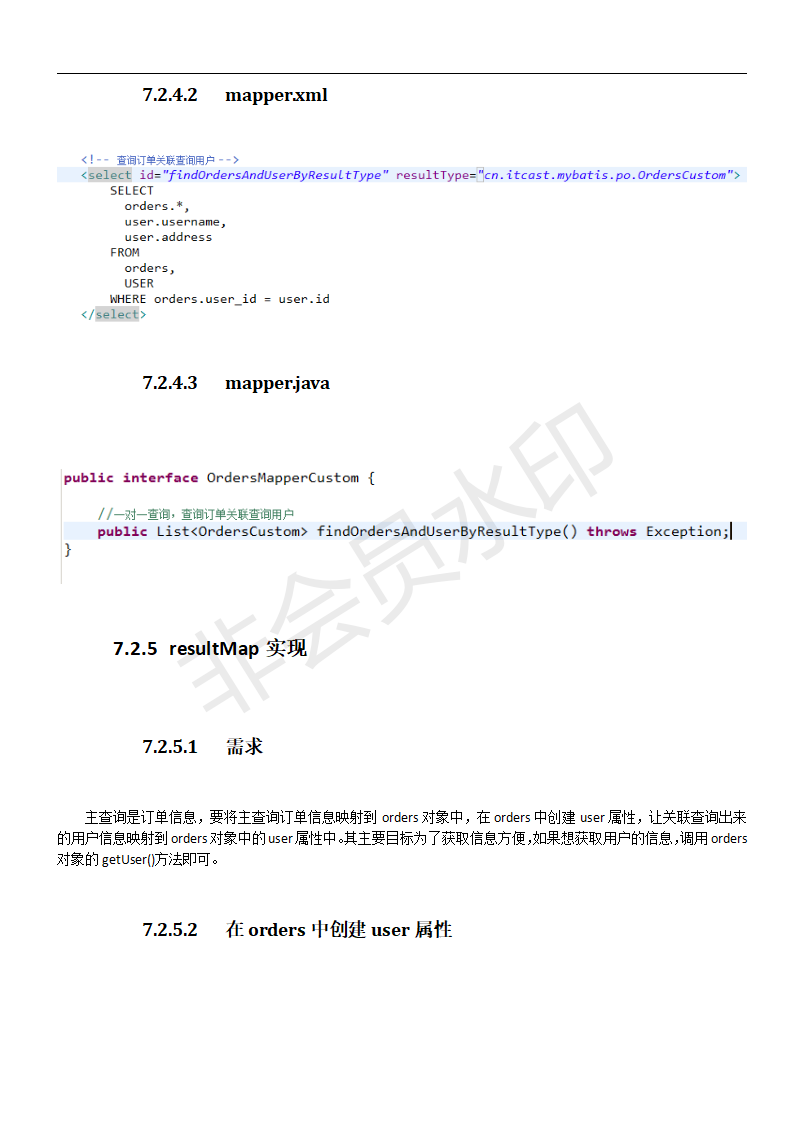 7.2.4.2 mapper.xml
<!-- 查询订单关联查询用户 -->
<select id="findOrdersAndUserByResultType" resultType="cn.itcast.mybatis.po.OrdersCustom">
SELECT
orders.*,
user.username,
user.address
FROM
orders,
USER
WHERE orders.user_id = user.id
</select>
7.2.4.3 mapper.java
public interface OrdersMapperCustom {
//一对一查询，查询订单关联查询用户
public List<OrdersCustom> findOrdersAndUserByResultType() throws Exception;
}
非会员水印
7.2.5 resultMap 实现
7.2.5.1 需求
主查询是订单信息，要将主查询订单信息映射到 orders 对象中，在 orders 中创建 user 属性，让关联查询出来
的用户信息映射到 orders 对象中的 user 属性中。其主要目标为了获取信息方便，如果想获取用户的信息，调用 orders
对象的 getUser()方法即可。
7.2.5.2 在 orders 中创建 user 属性